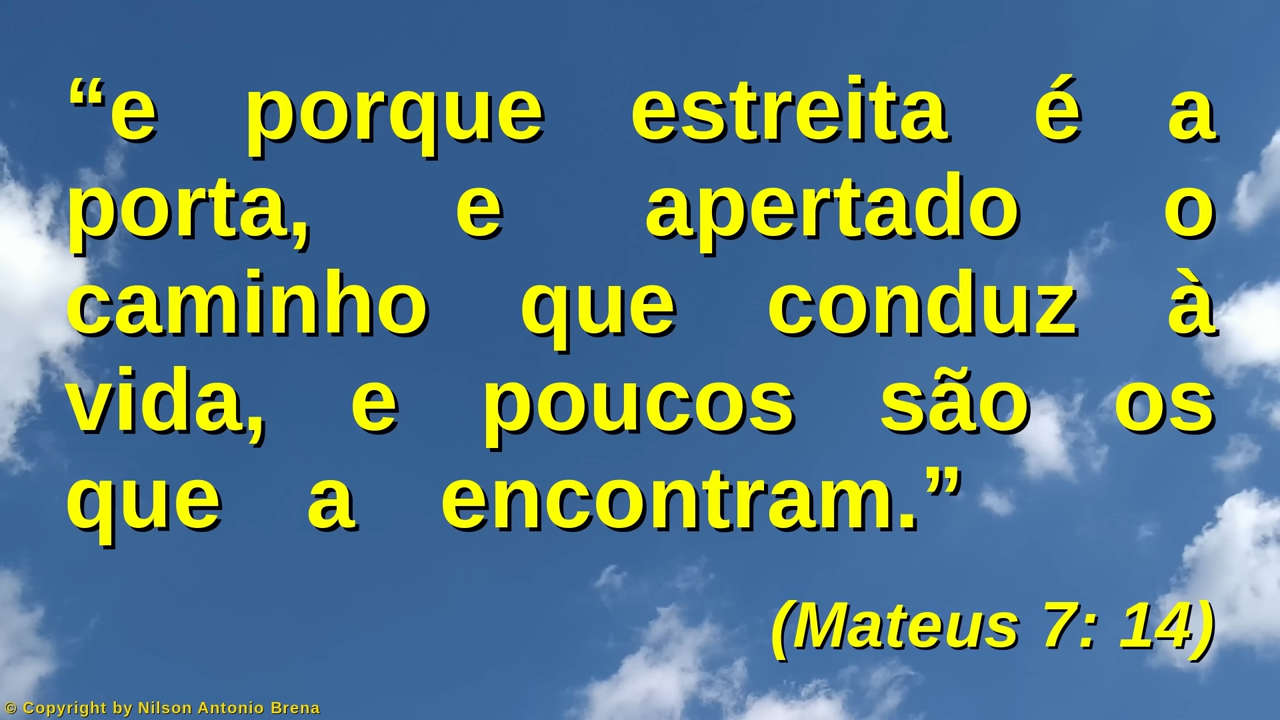 “e porque estreita é a
porta, e apertado o
caminho que conduz à
vida, e poucos são os
que a encontram.”
(Mateus 7: 14)
© Copyright by Nilson Antonio Brena